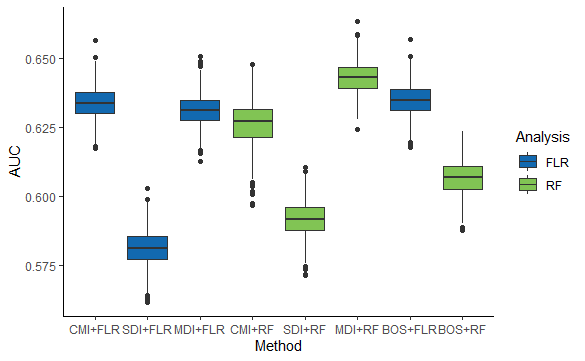 AUC
0.650
0.625
0.600
0.575
CMI+FLR SDI+FLR MDI+FLR CMI+RF SDI+RF MDI+RF BOS+FLR BOS+RF
Method
Analysis
FLR
RF